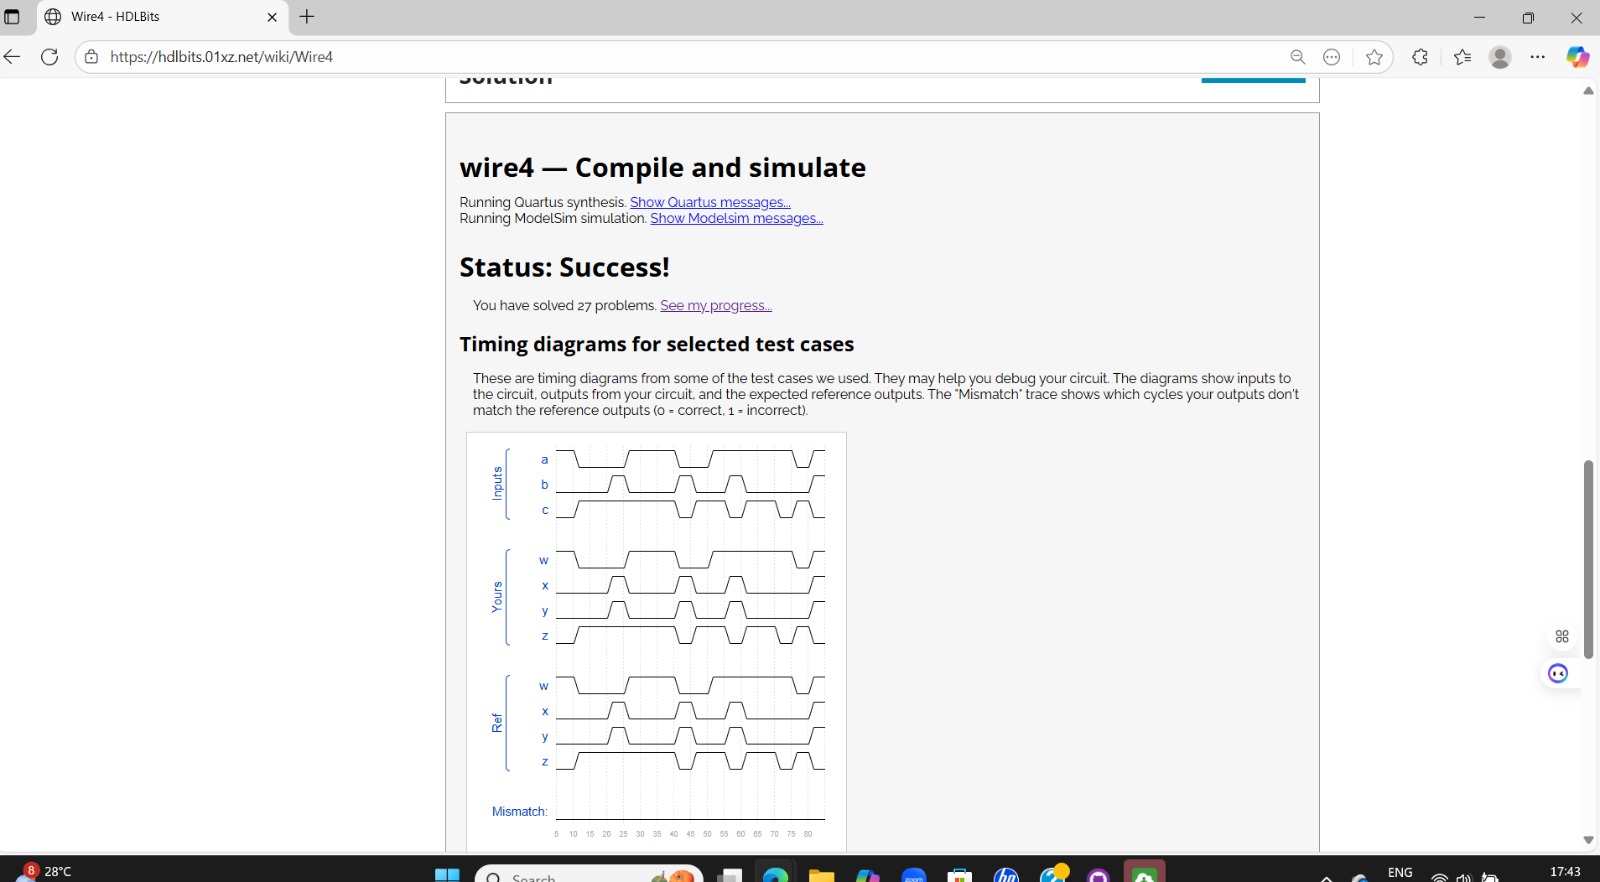 Wire4 - HDLBits
https://hdlbits.01xz.net/wiki/Wire4
Solution
wire4 — Compile and simulate
Running Quartus synthesis. Show Quartus messages...
Running ModelSim simulation. Show Modelsim messages...
Status: Success!
You have solved 27 problems. See my progress...
Timing diagrams for selected test cases
These are timing diagrams from some of the test cases we used. They may help you debug your circuit. The diagrams show inputs to
the circuit, outputs from your circuit, and the expected reference outputs. The "Mismatch" trace shows which cycles your outputs don't
match the reference outputs (0 = correct, 1 = incorrect).
Inputs
a
b
c
Yours
w
x
y
z
Ref
w
x
y
z
Mismatch:
5 10 15 20 25 30 35 40 45 50 55 60 65 70 75 80
8
28°C
Search
zoom
hp
ENG
17:43